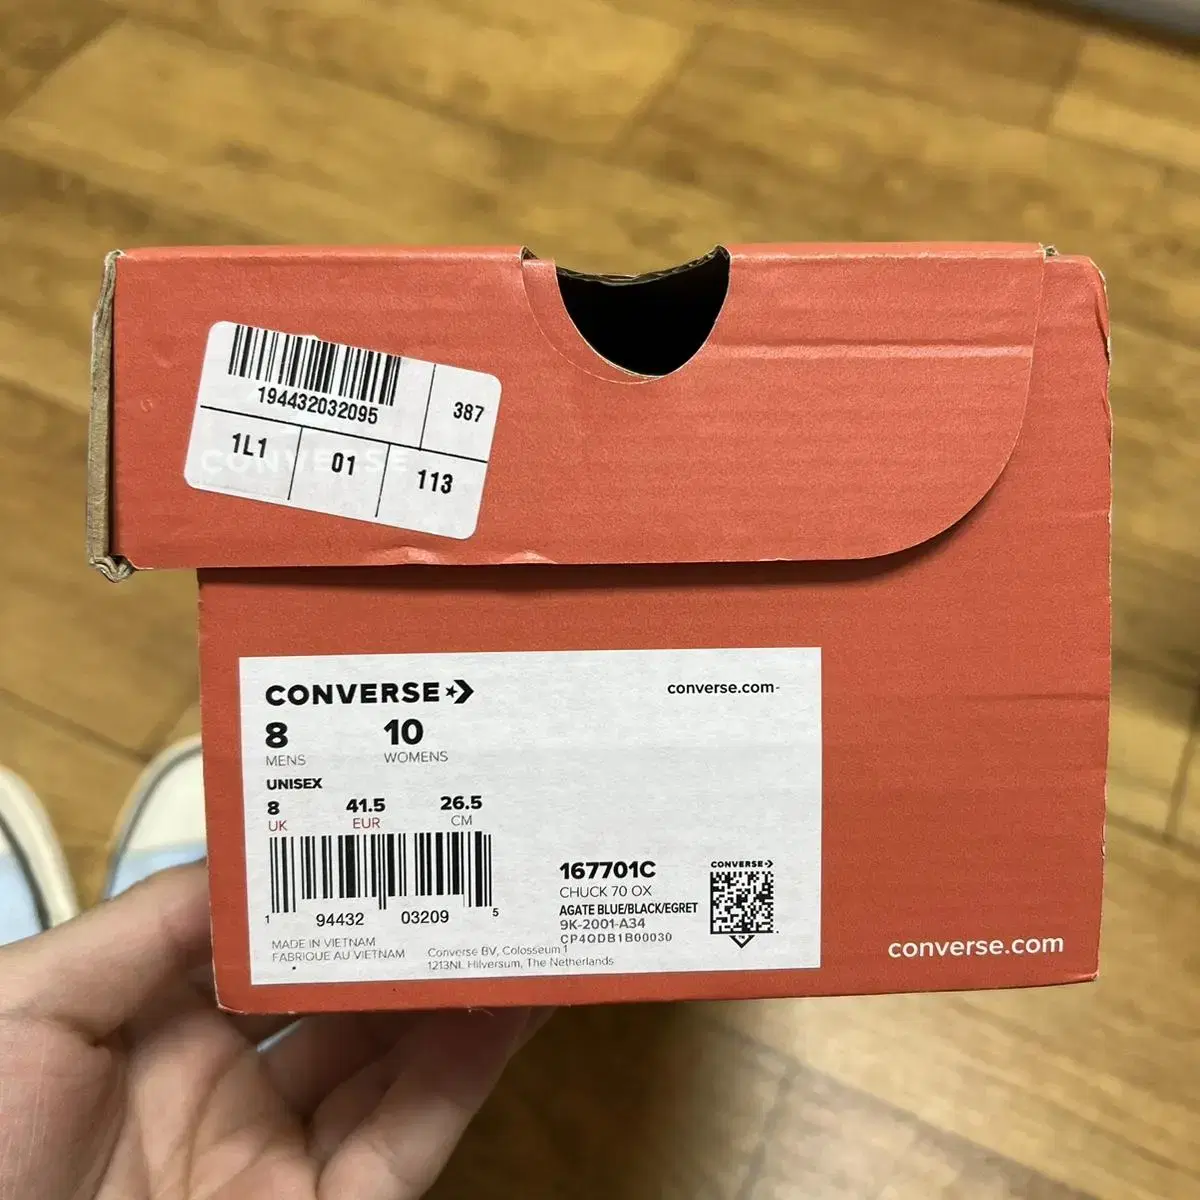 194432032095
387
1L1
01
113
CONVERSE
CONVERSE
converse.com
8 10
MENS WOMENS
UNISEX
8 41.5 26.5
UK EUR CM
1 94432 03209 5
MADE IN VIETNAM
FABRIQUE AU VIETNAM
Converse BV, Colosseum 1
1213NL Hilversum, The Netherlands
167701C
CHUCK 70 OX
AGATE BLUE/BLACK/EGRET
9K-2001-A34
CP4QDB1B00030
CONVERSE
converse.com